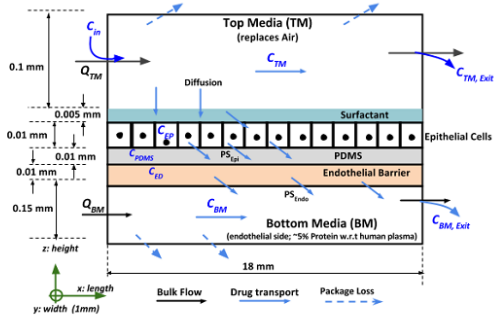 Top Media (TM)
(replaces Air)
C_in
Q_TM
C_TM
C_TM, Exit
0.1 mm
Diffusion
0.005 mm
Surfactant
0.01 mm
C_EP
Epithelial Cells
0.01 mm
C_PDMS
PS_Epi
PDMS
0.01 mm
C_ED
Endothelial Barrier
PS_Endo
0.15 mm
Q_BM
C_BM
C_BM, Exit
Bottom Media (BM)
(endothelial side; ~5% Protein w.r.t human plasma)
z: height
18 mm
x: length
y: width (1mm)
Bulk Flow
Drug transport
Package Loss